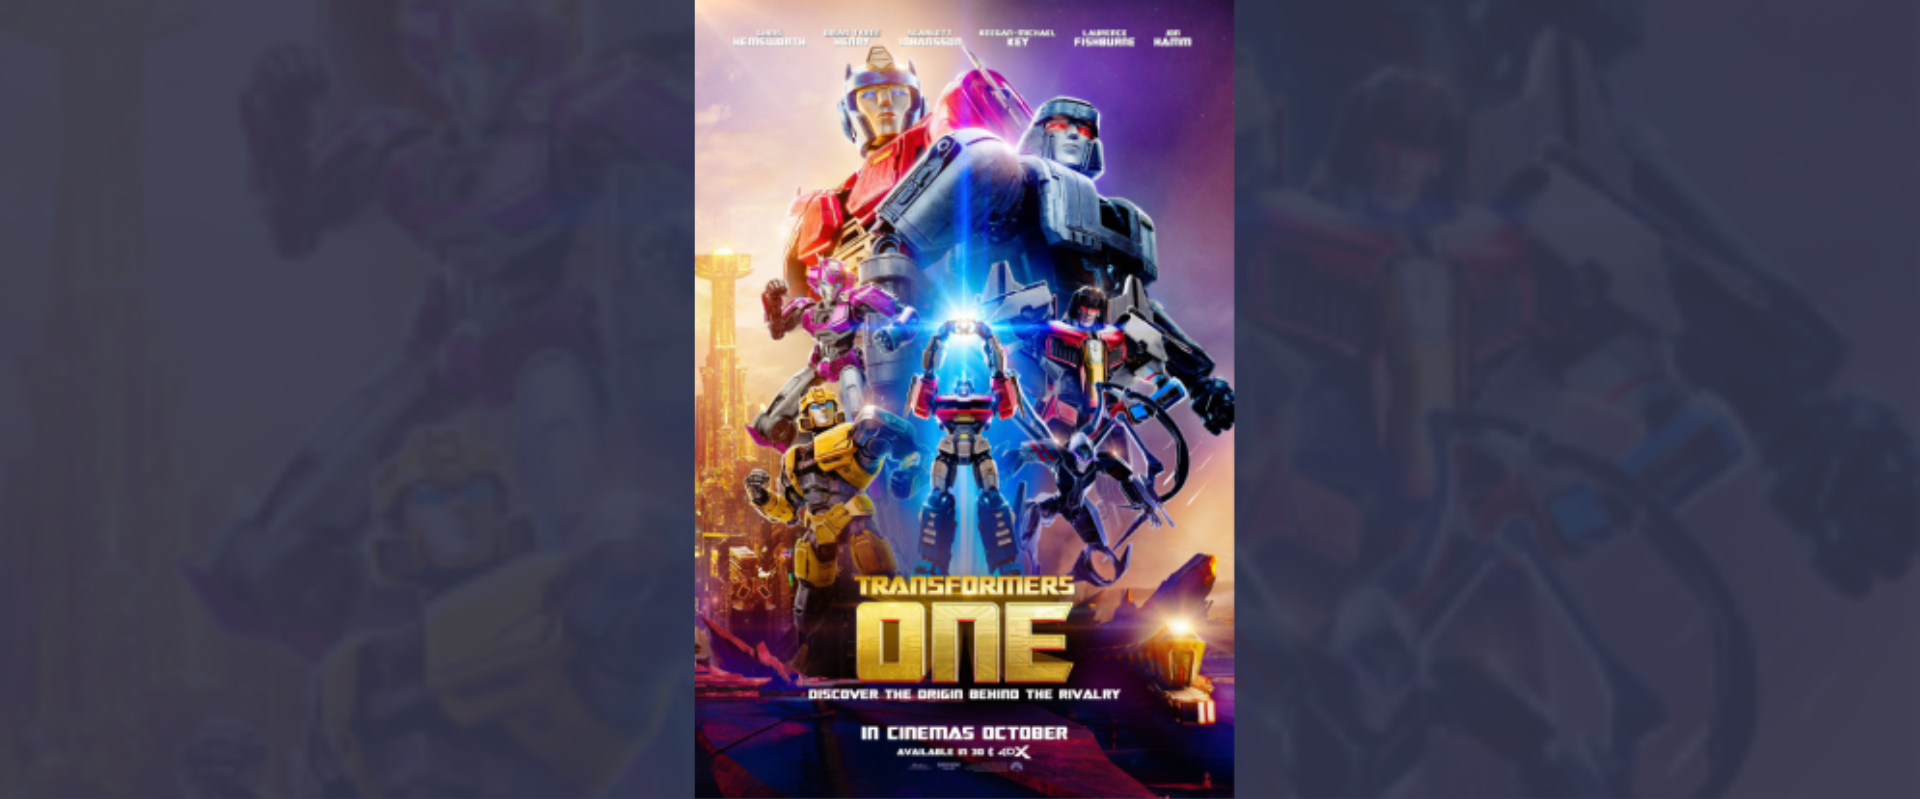 CHRIS HEMSWORTH BRIAN TYREE HENRY SCARLETT JOHANSSON KEEGAN-MICHAEL KEY LAURENCE FISHBURNE JON HAMM
TRANSFORMERS
ONE
DISCOVER THE ORIGIN BEHIND THE RIVALRY
IN CINEMAS OCTOBER
AVAILABLE IN 3D & 4DX